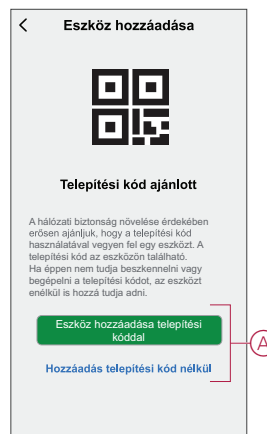 Eszköz hozzáadása
Telepítési kód ajánlott
A hálózati biztonság növelése érdekében
erősen ajánljuk, hogy a telepítési kód
használatával vegyen fel egy eszközt. A
telepítési kód az eszközön található.
Ha éppen nem tudja beszkennelni vagy
begépelni a telepítési kódot, az eszközt
enélkül is hozzá tudja adni.
Eszköz hozzáadása telepítési
kóddal
Hozzáadás telepítési kód nélkül
A